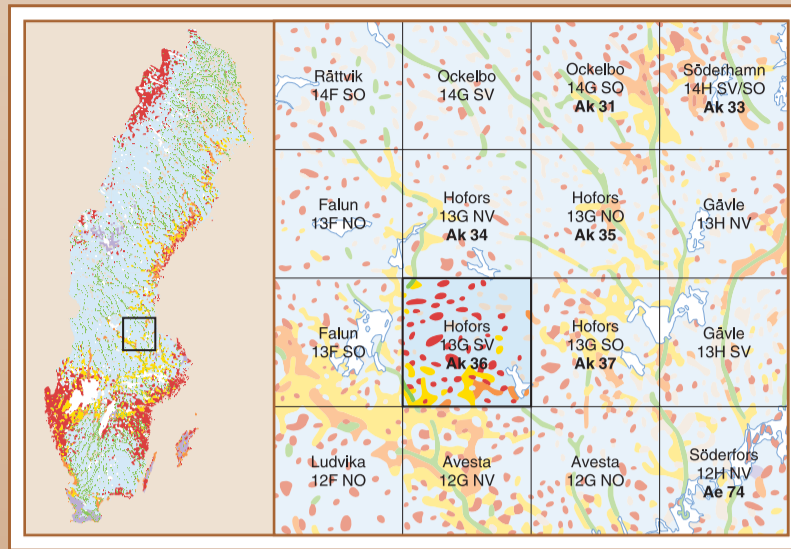 Rättvik
14F SO
Ockelbo
14G SV
Ockelbo
14G SO
Ak 31
Söderhamn
14H SV/SO
Ak 33
Falun
13F NO
Hofors
13G NV
Ak 34
Hofors
13G NO
Ak 35
Gävle
13H NV
Falun
13F SO
Hofors
13G SV
Ak 36
Hofors
13G SO
Ak 37
Gävle
13H SV
Ludvika
12F NO
Avesta
12G NV
Avesta
12G NO
Söderfors
12H NV
Ae 74